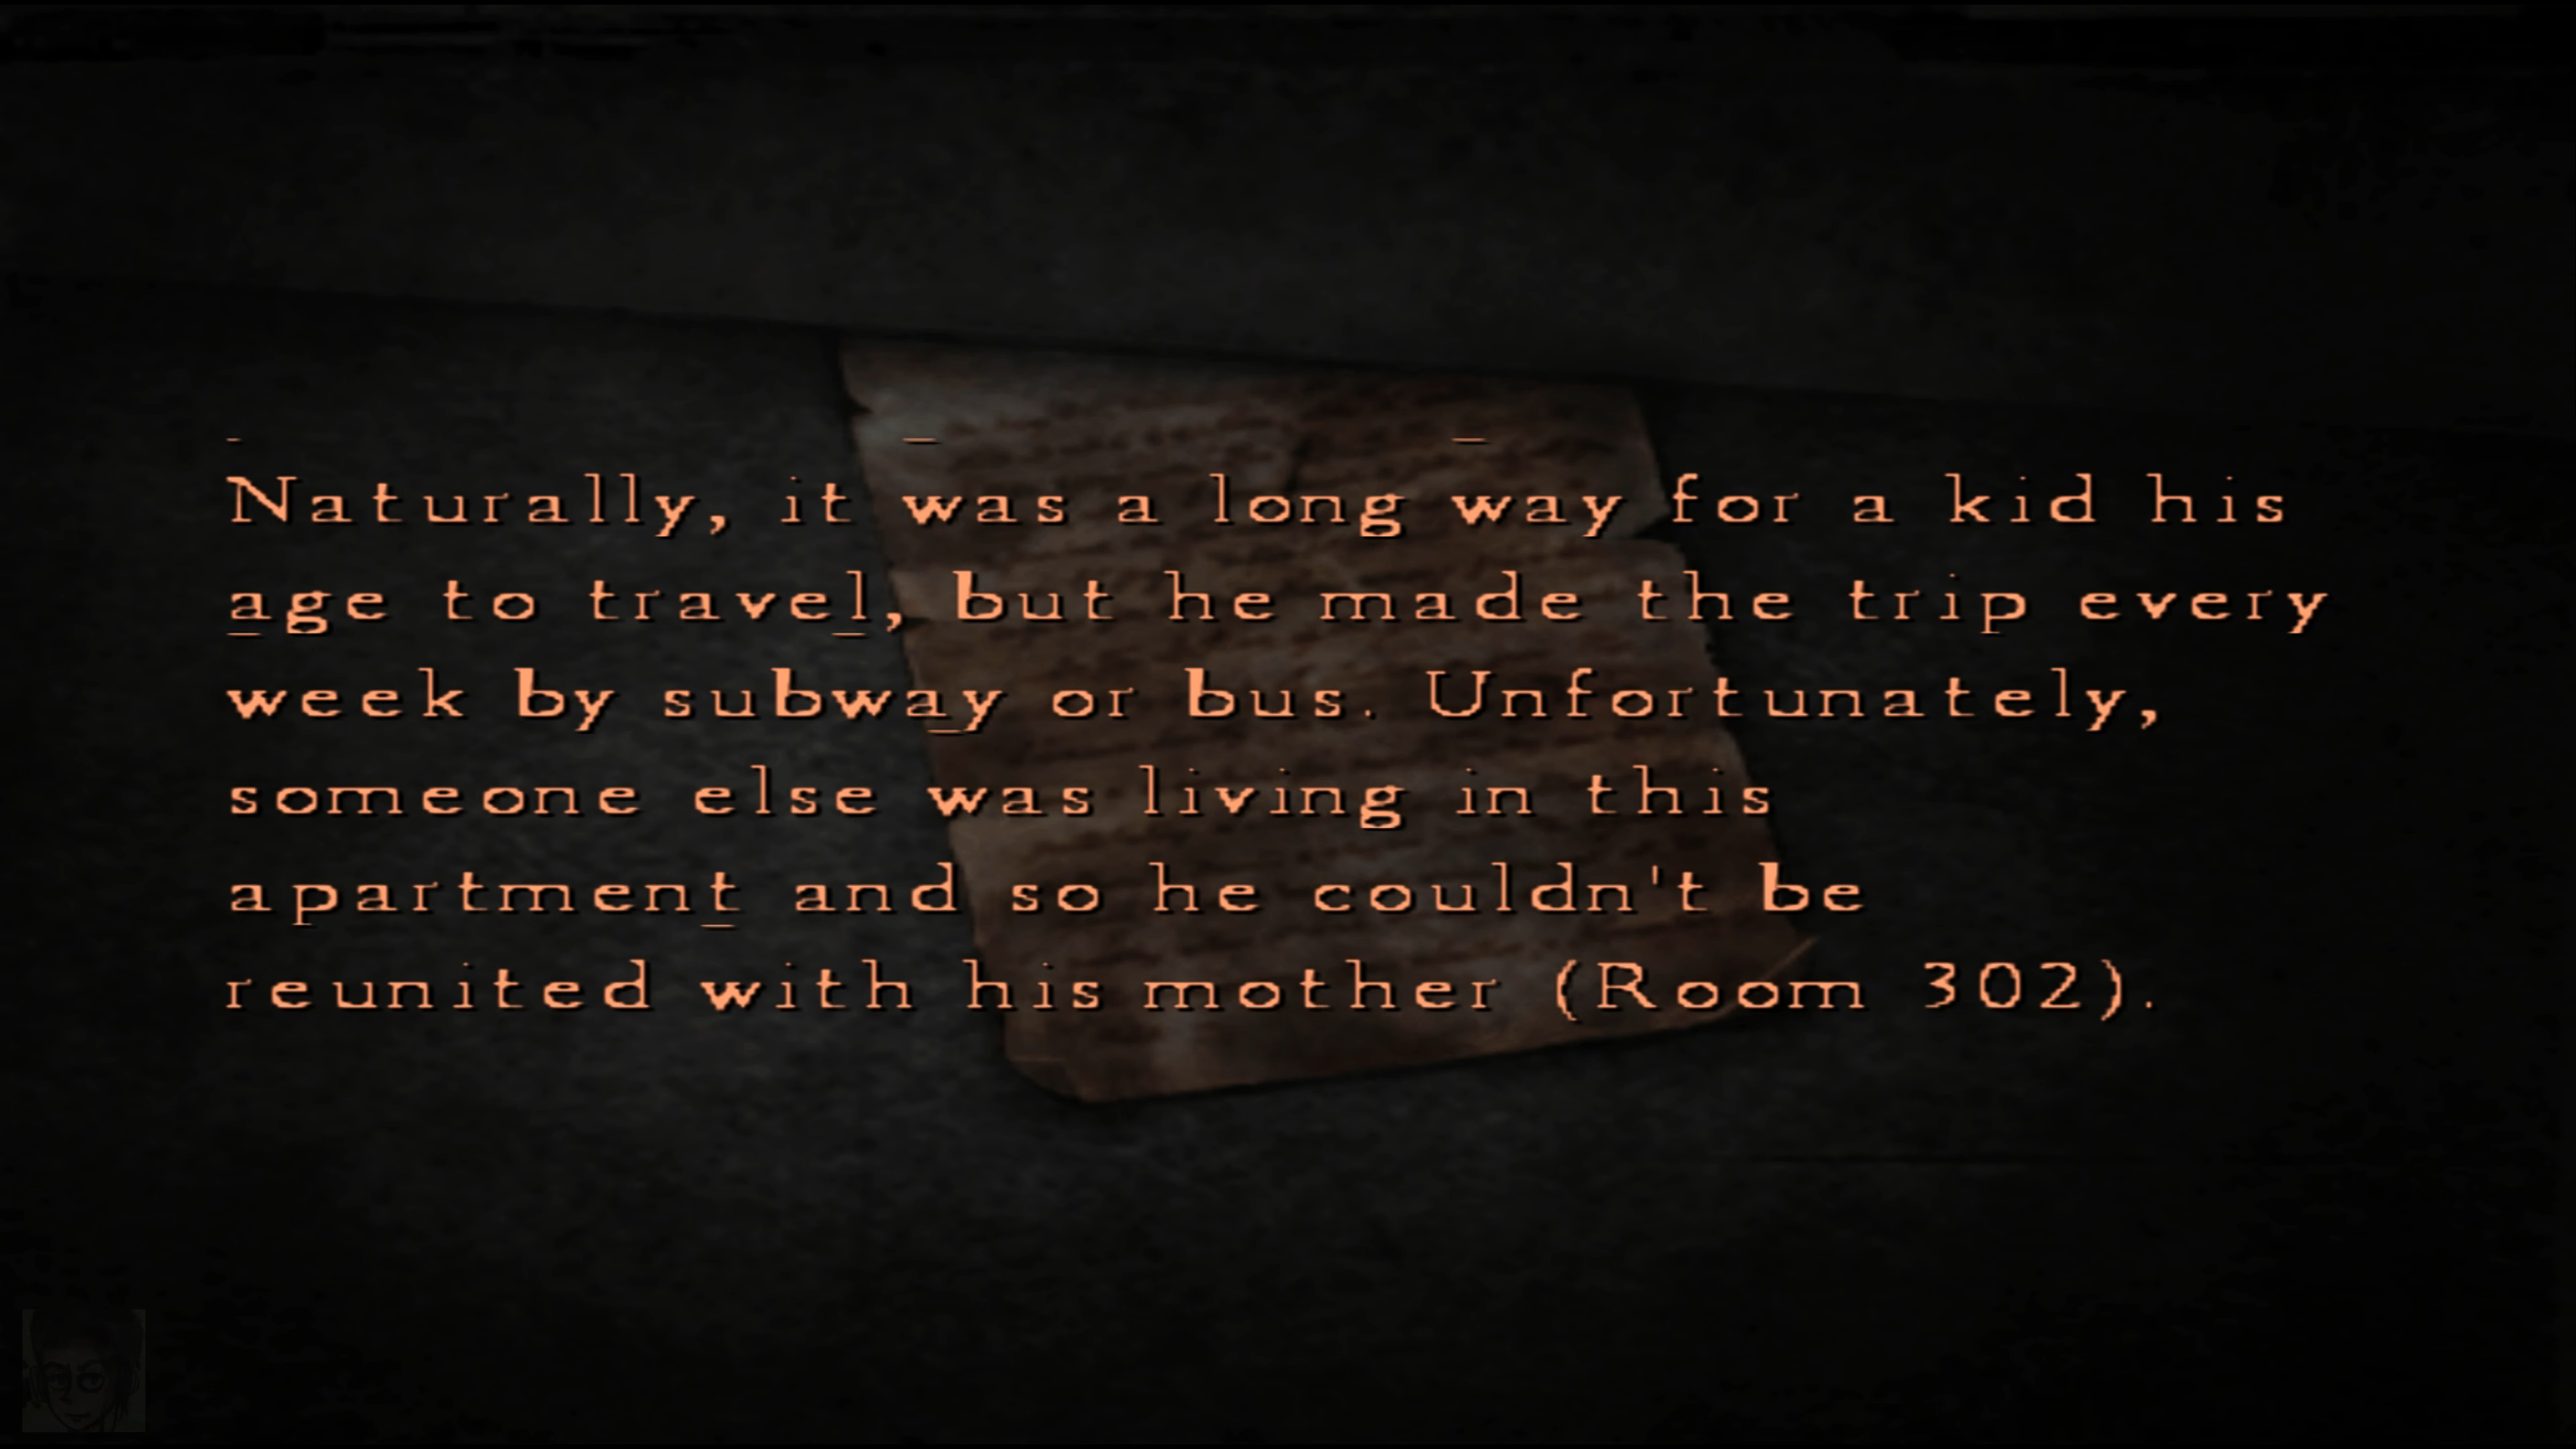 Naturally, it was a long way for a kid his
age to travel, but he made the trip every
week by subway or bus. Unfortunately,
someone else was living in this
apartment and so he couldn't be
reunited with his mother (Room 302).